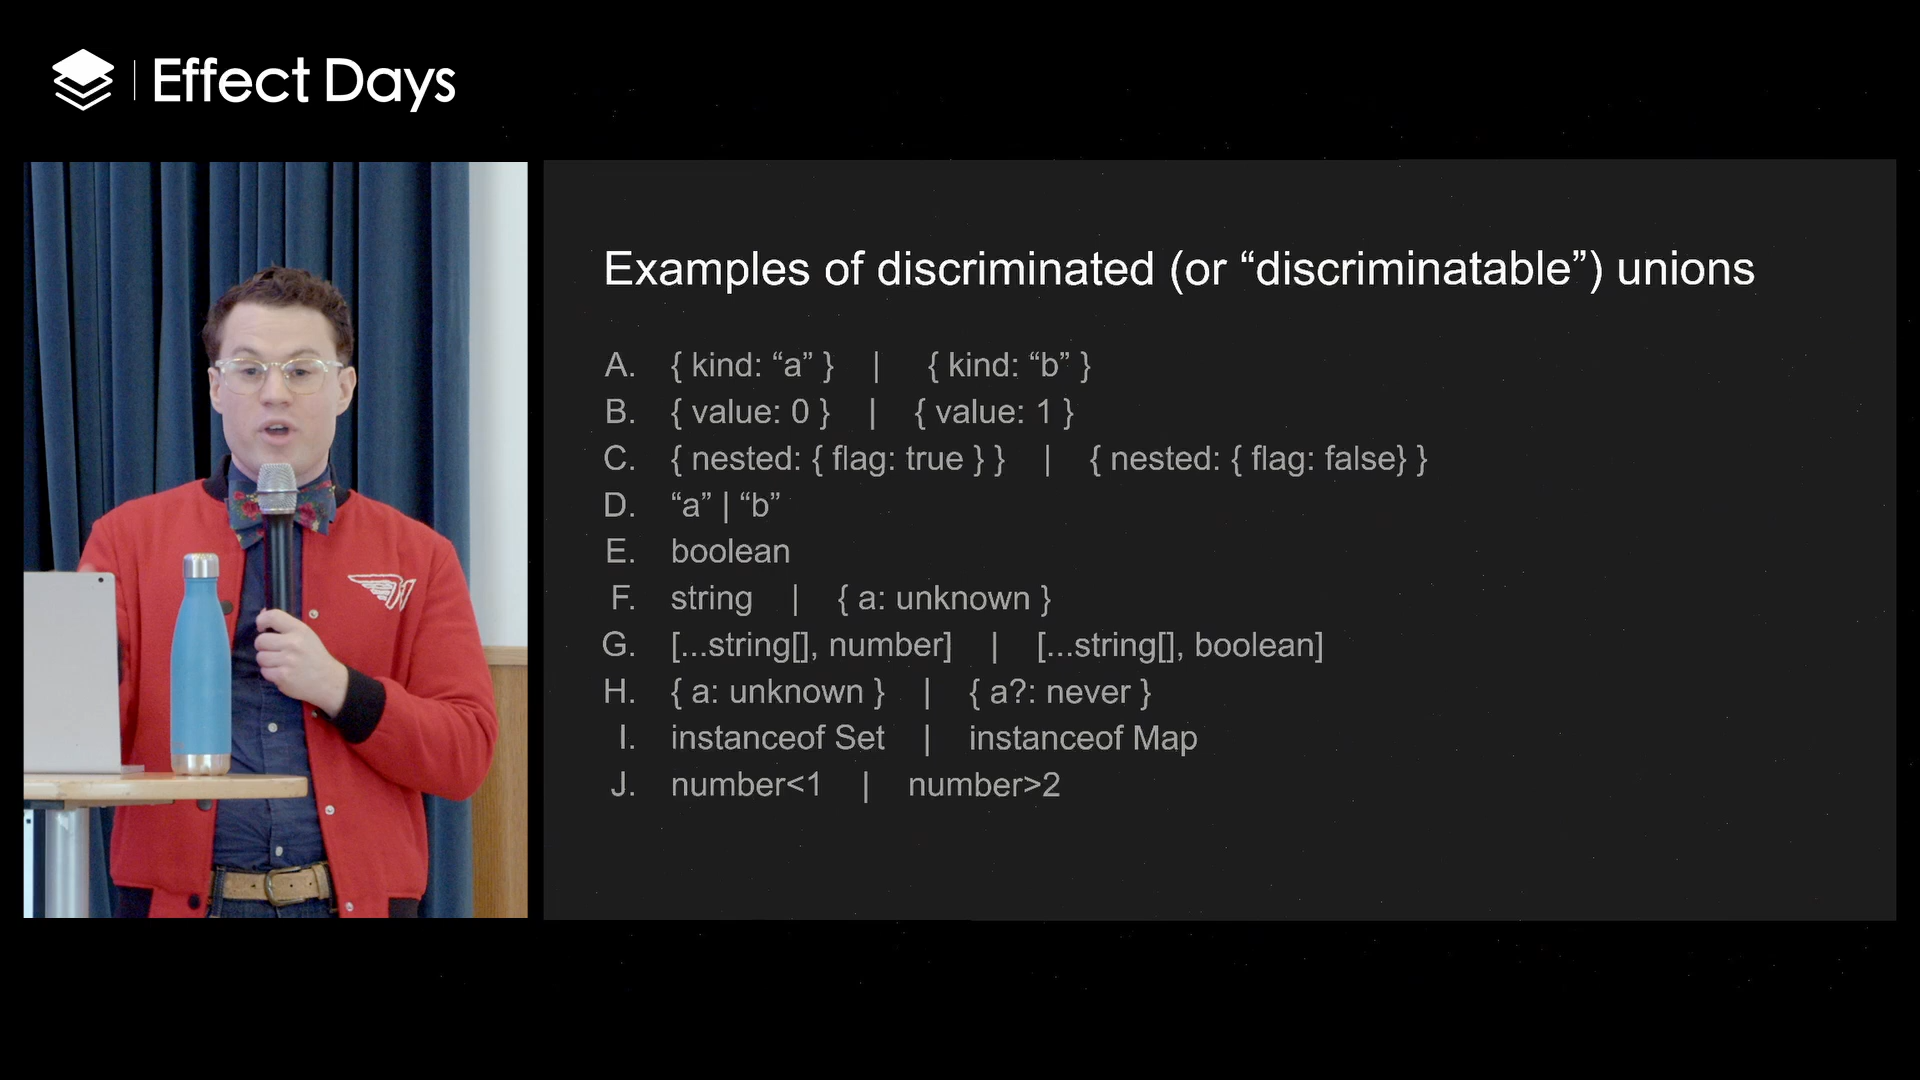 Effect Days
Examples of discriminated (or “discriminatable”) unions
A. { kind: “a” } | { kind: “b” }
B. { value: 0 } | { value: 1 }
C. { nested: { flag: true } } | { nested: { flag: false} }
D. “a” | “b”
E. boolean
F. string | { a: unknown }
G. [...string[], number] | [...string[], boolean]
H. { a: unknown } | { a?: never }
I. instanceof Set | instanceof Map
J. number<1 | number>2